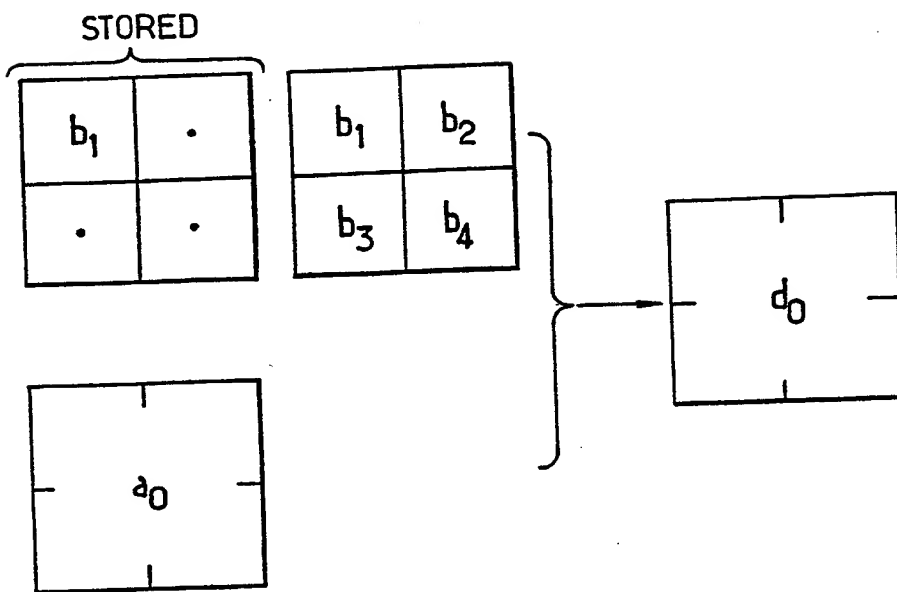 STORED
b₁ .
. .
b₁ b₂
b₃ b₄
a₀
d₀